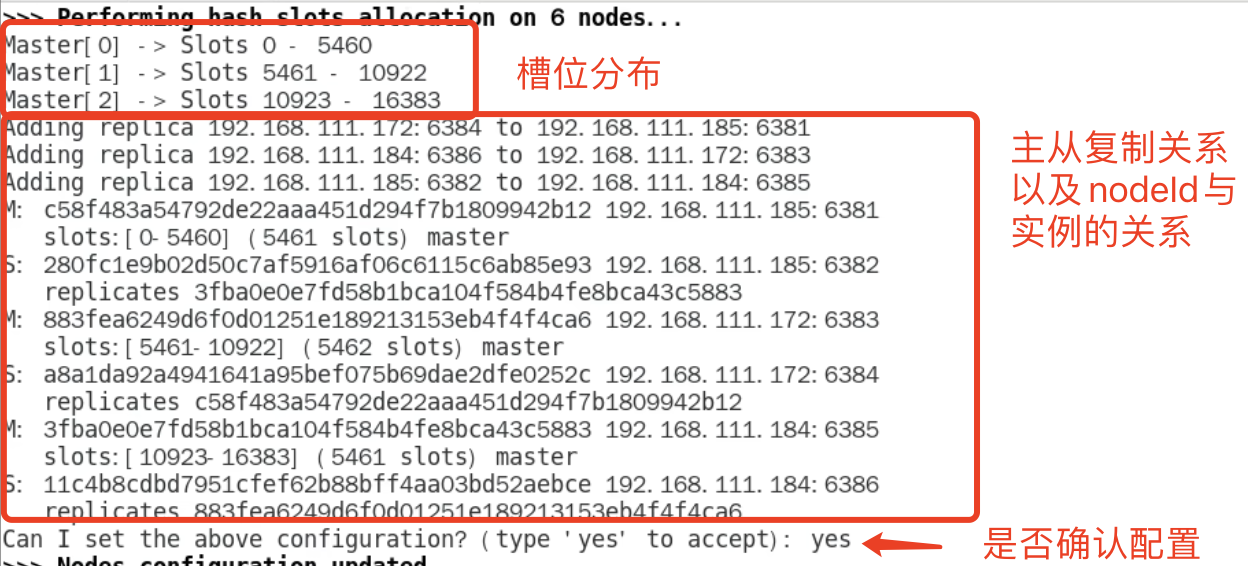 >>> Performing hash slots allocation on 6 nodes...
Master[0] -> Slots 0 - 5460
Master[1] -> Slots 5461 - 10922
Master[2] -> Slots 10923 - 16383
槽位分布
Adding replica 192.168.111.172:6384 to 192.168.111.185:6381
Adding replica 192.168.111.184:6386 to 192.168.111.172:6383
Adding replica 192.168.111.185:6382 to 192.168.111.184:6385
M: c58f483a54792de22aaa451d294f7b1809942b12 192.168.111.185:6381
slots:[0-5460] (5461 slots) master
S: 280fc1e9b02d50c7af5916af06c6115c6ab85e93 192.168.111.185:6382
replicates 3fba0e0e7fd58b1bca104f584b4fe8bca43c5883
M: 883fea6249d6f0d01251e189213153eb4f4f4ca6 192.168.111.172:6383
slots:[5461-10922] (5462 slots) master
S: a8a1da92a4941641a95bef075b69dae2dfe0252c 192.168.111.172:6384
replicates c58f483a54792de22aaa451d294f7b1809942b12
M: 3fba0e0e7fd58b1bca104f584b4fe8bca43c5883 192.168.111.184:6385
slots:[10923-16383] (5461 slots) master
S: 11c4b8cdbd7951cfef62b88bff4aa03bd52aebce 192.168.111.184:6386
replicates 883fea6249d6f0d01251e189213153eb4f4f4ca6
主从复制关系
以及nodeId与
实例的关系
Can I set the above configuration? (type 'yes' to accept): yes
是否确认配置
>>> Nodes configuration updated